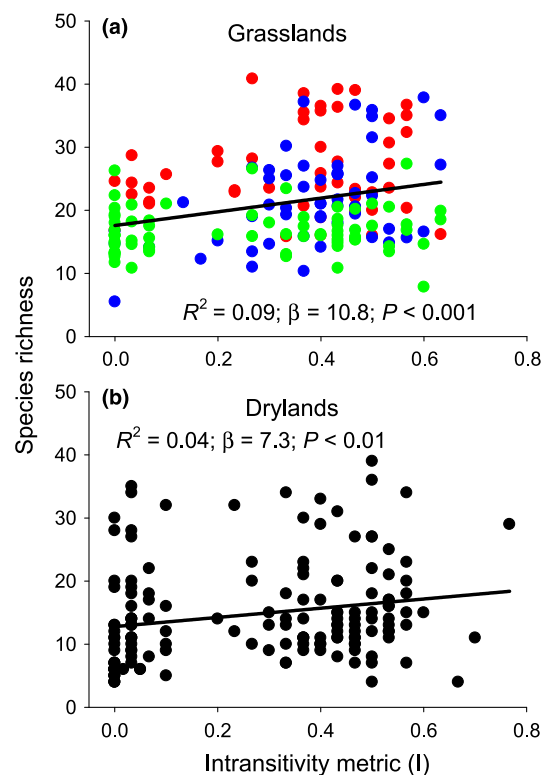 (a)
Grasslands
50
40
30
20
10
0
R² = 0.09; β = 10.8; P < 0.001
0.0 0.2 0.4 0.6 0.8
Species richness
(b)
Drylands
R² = 0.04; β = 7.3; P < 0.01
50
40
30
20
10
0
0.0 0.2 0.4 0.6 0.8
Intransitivity metric (I)